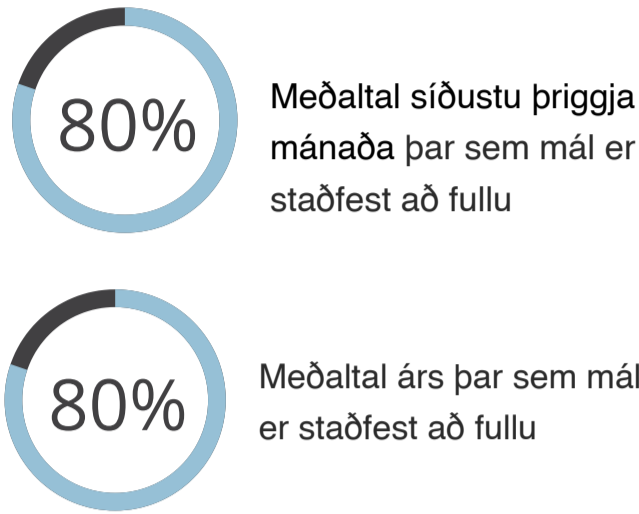 80%
Meðaltal síðustu þriggja
mánaða þar sem mál er
staðfest að fullu
80%
Meðaltal árs þar sem mál
er staðfest að fullu